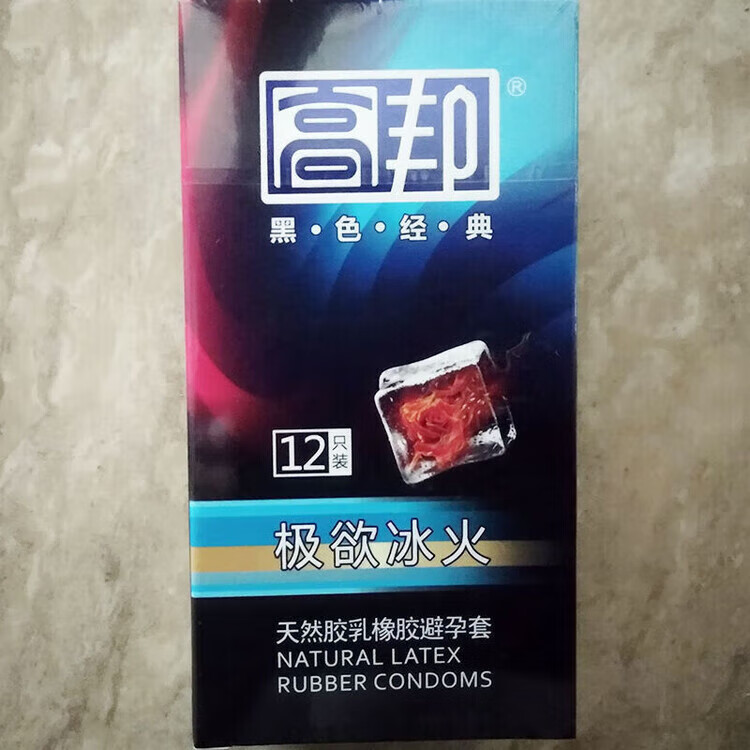 高邦®
黑·色·经·典
12只装
极欲冰火
天然胶乳橡胶避孕套
NATURAL LATEX
RUBBER CONDOMS